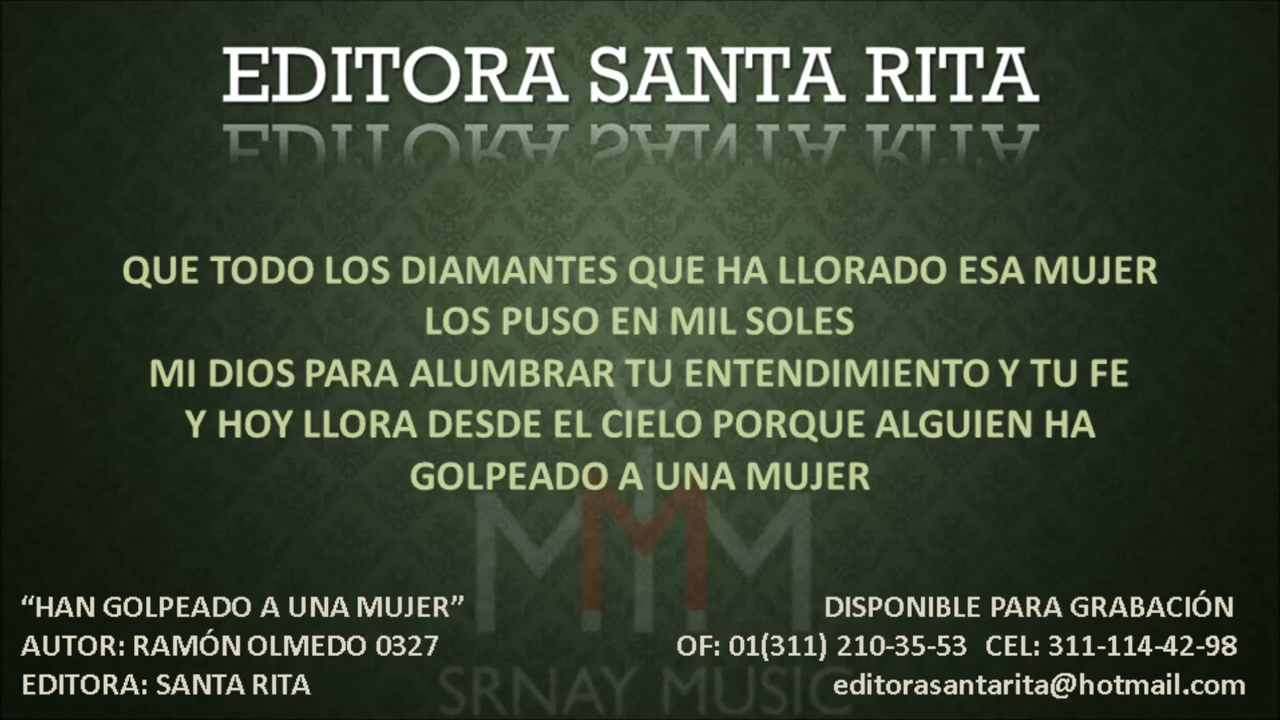 EDITORA SANTA RITA
QUE TODO LOS DIAMANTES QUE HA LLORADO ESA MUJER
LOS PUSO EN MIL SOLES
MI DIOS PARA ALUMBRAR TU ENTENDIMIENTO Y TU FE
Y HOY LLORA DESDE EL CIELO PORQUE ALGUIEN HA
GOLPEADO A UNA MUJER
“HAN GOLPEADO A UNA MUJER”
AUTOR: RAMÓN OLMEDO 0327
EDITORA: SANTA RITA
DISPONIBLE PARA GRABACIÓN
OF: 01(311) 210-35-53 CEL: 311-114-42-98
editorasantarita@hotmail.com
MMM
SRNAY MUSIC